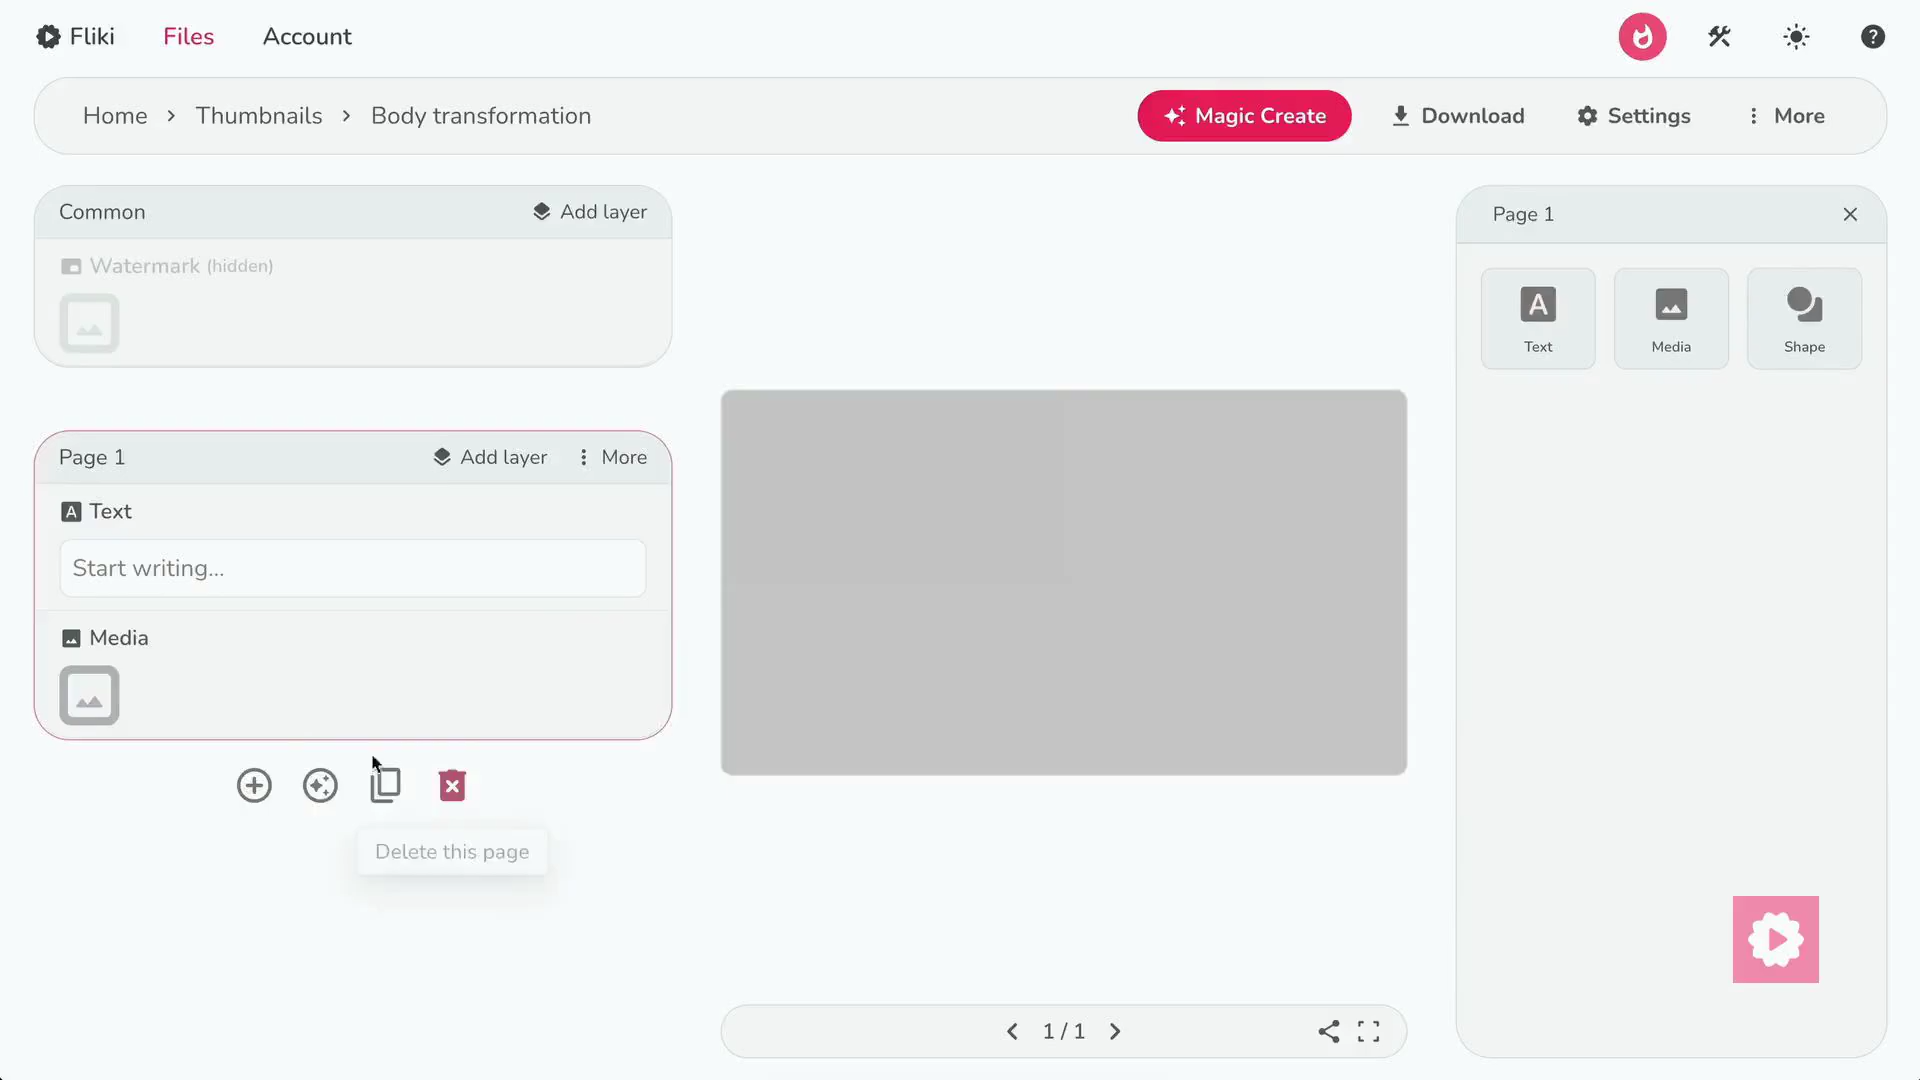 Fliki Files Account
Home > Thumbnails > Body transformation Magic Create Download Settings More
Common Add layer
Watermark (hidden)
Page 1
Text Media Shape
Page 1 Add layer More
A Text
Start writing...
Media
Delete this page
1 / 1